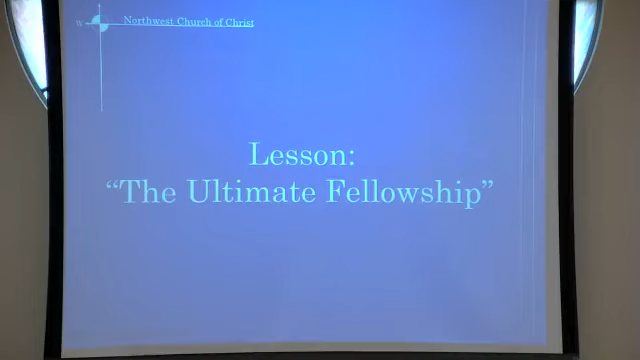 Northwest Church of Christ
Lesson:
“The Ultimate Fellowship”